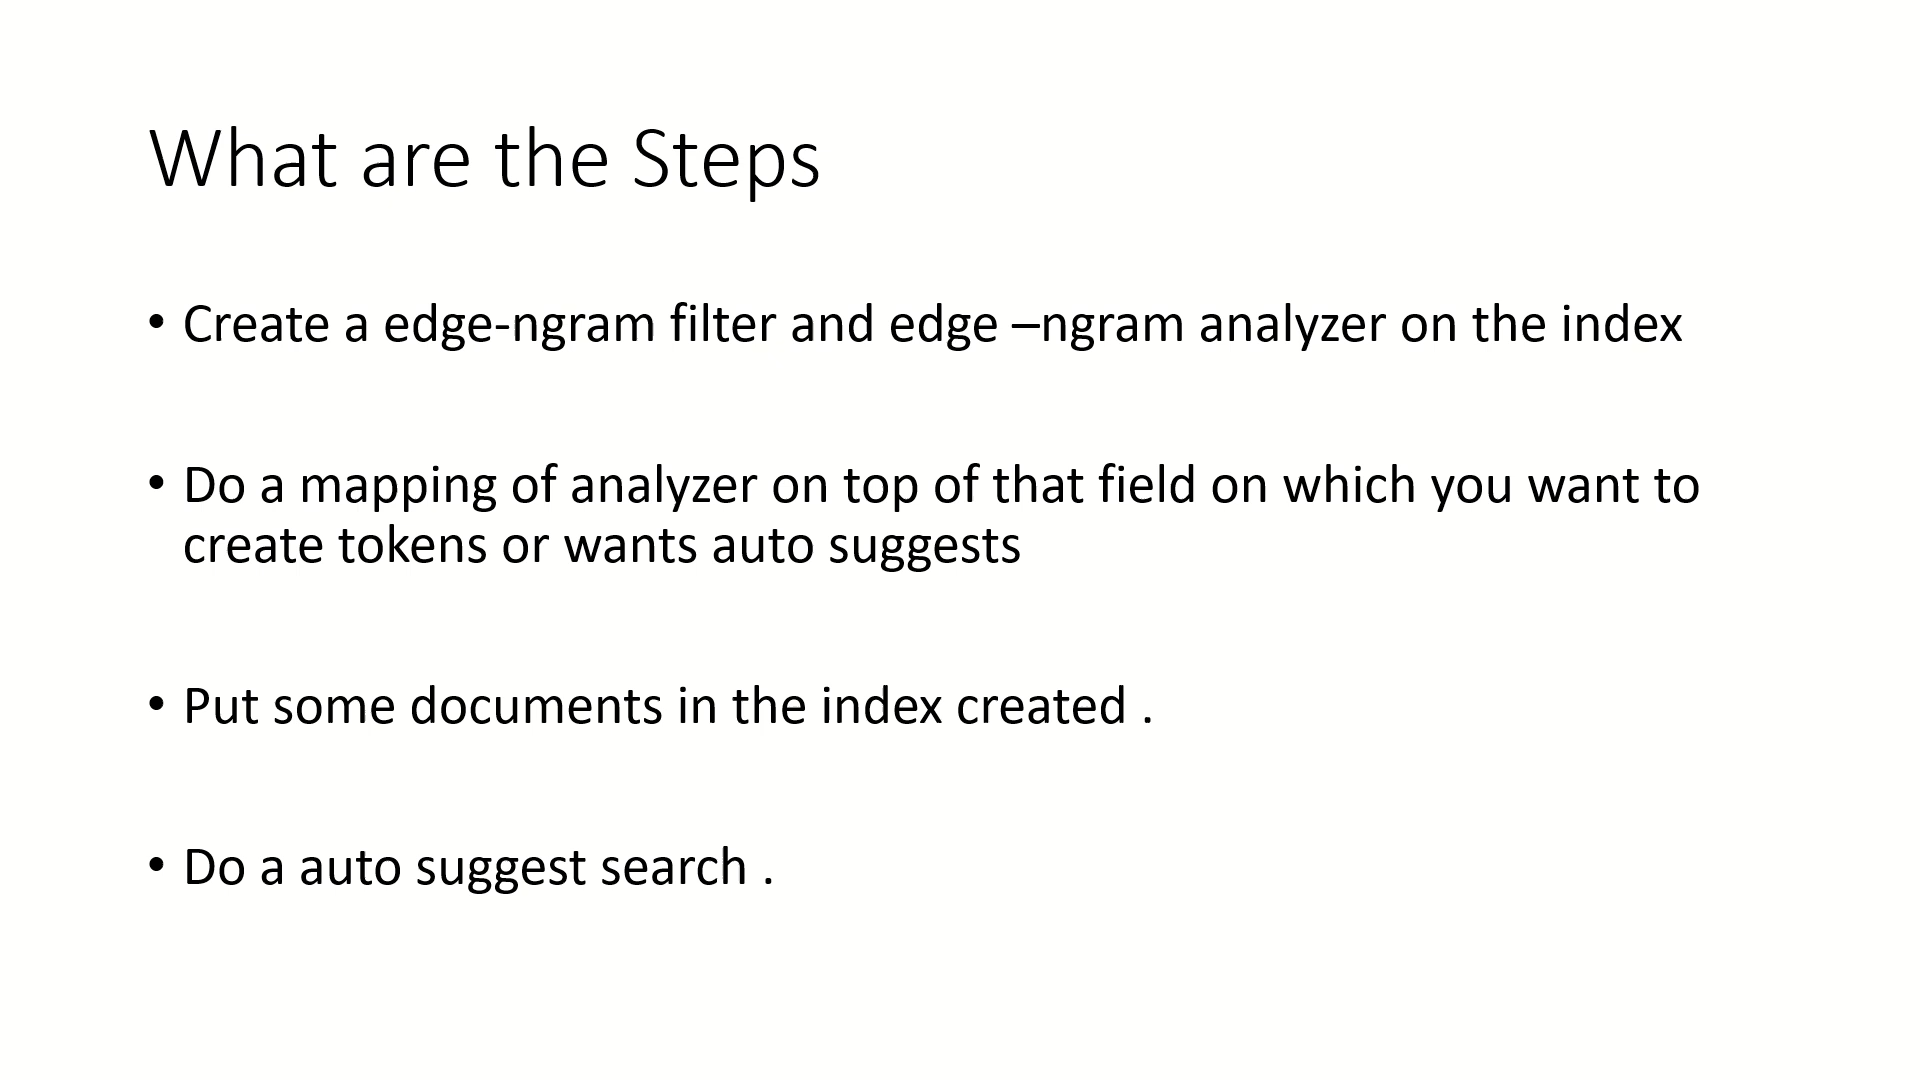 What are the Steps
• Create a edge-ngram filter and edge –ngram analyzer on the index
• Do a mapping of analyzer on top of that field on which you want to
create tokens or wants auto suggests
• Put some documents in the index created .
• Do a auto suggest search .